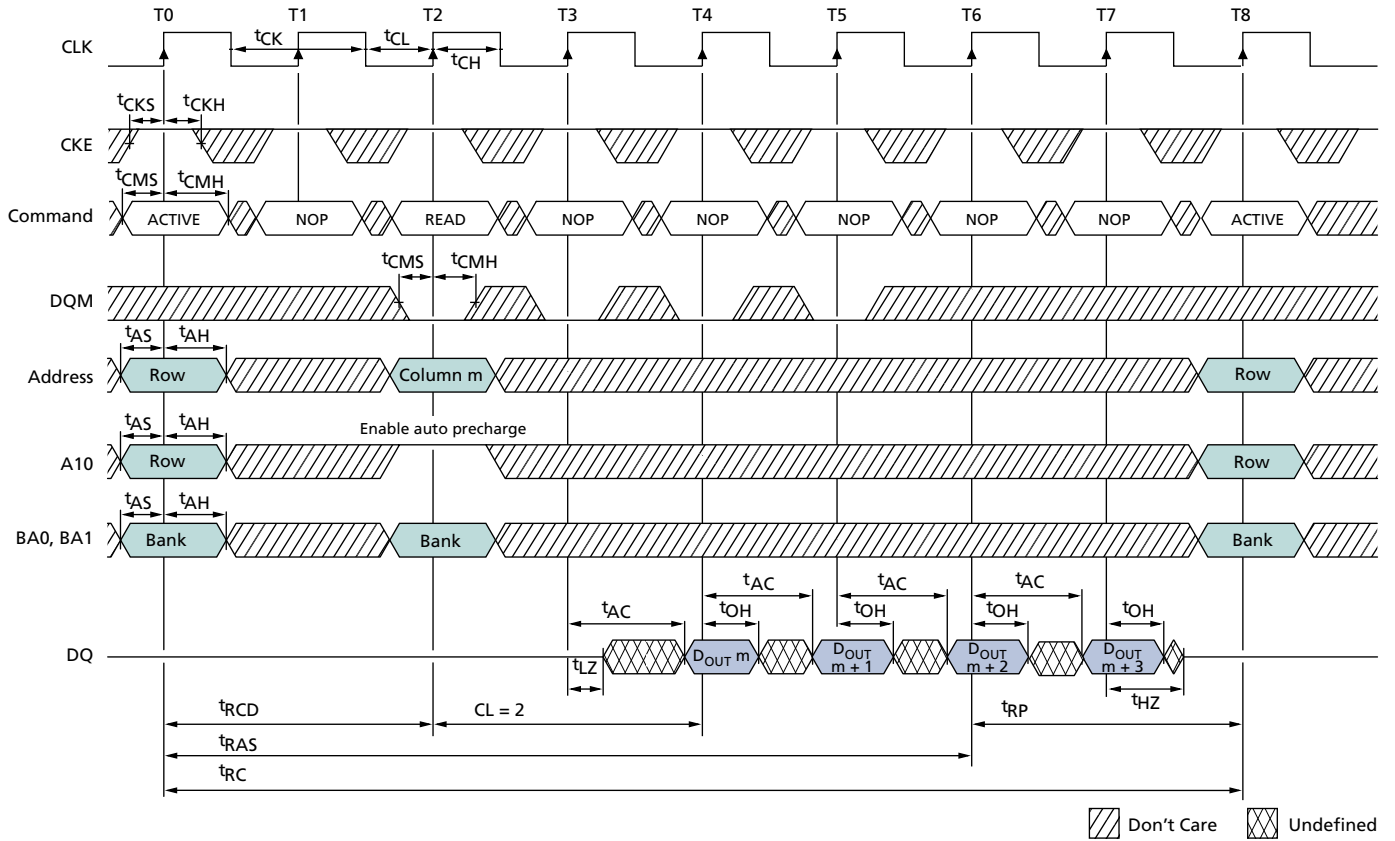 T0 T1 T2 T3 T4 T5 T6 T7 T8
CLK
tCK tCL
tCH
tCKS tCKH
CKE
tCMS tCMH
Command ACTIVE NOP READ NOP NOP NOP NOP NOP ACTIVE
tCMS tCMH
DQM
tAS tAH
Address Row Column m Row
tAS tAH
Enable auto precharge
A10 Row Row
tAS tAH
BA0, BA1 Bank Bank Bank
tAC tAC tAC
tAC tOH tOH tOH tOH
DQ DOUT m DOUT m + 1 DOUT m + 2 DOUT m + 3
tLZ
tHZ
tRCD CL = 2 tRP
tRAS
tRC
Don't Care Undefined